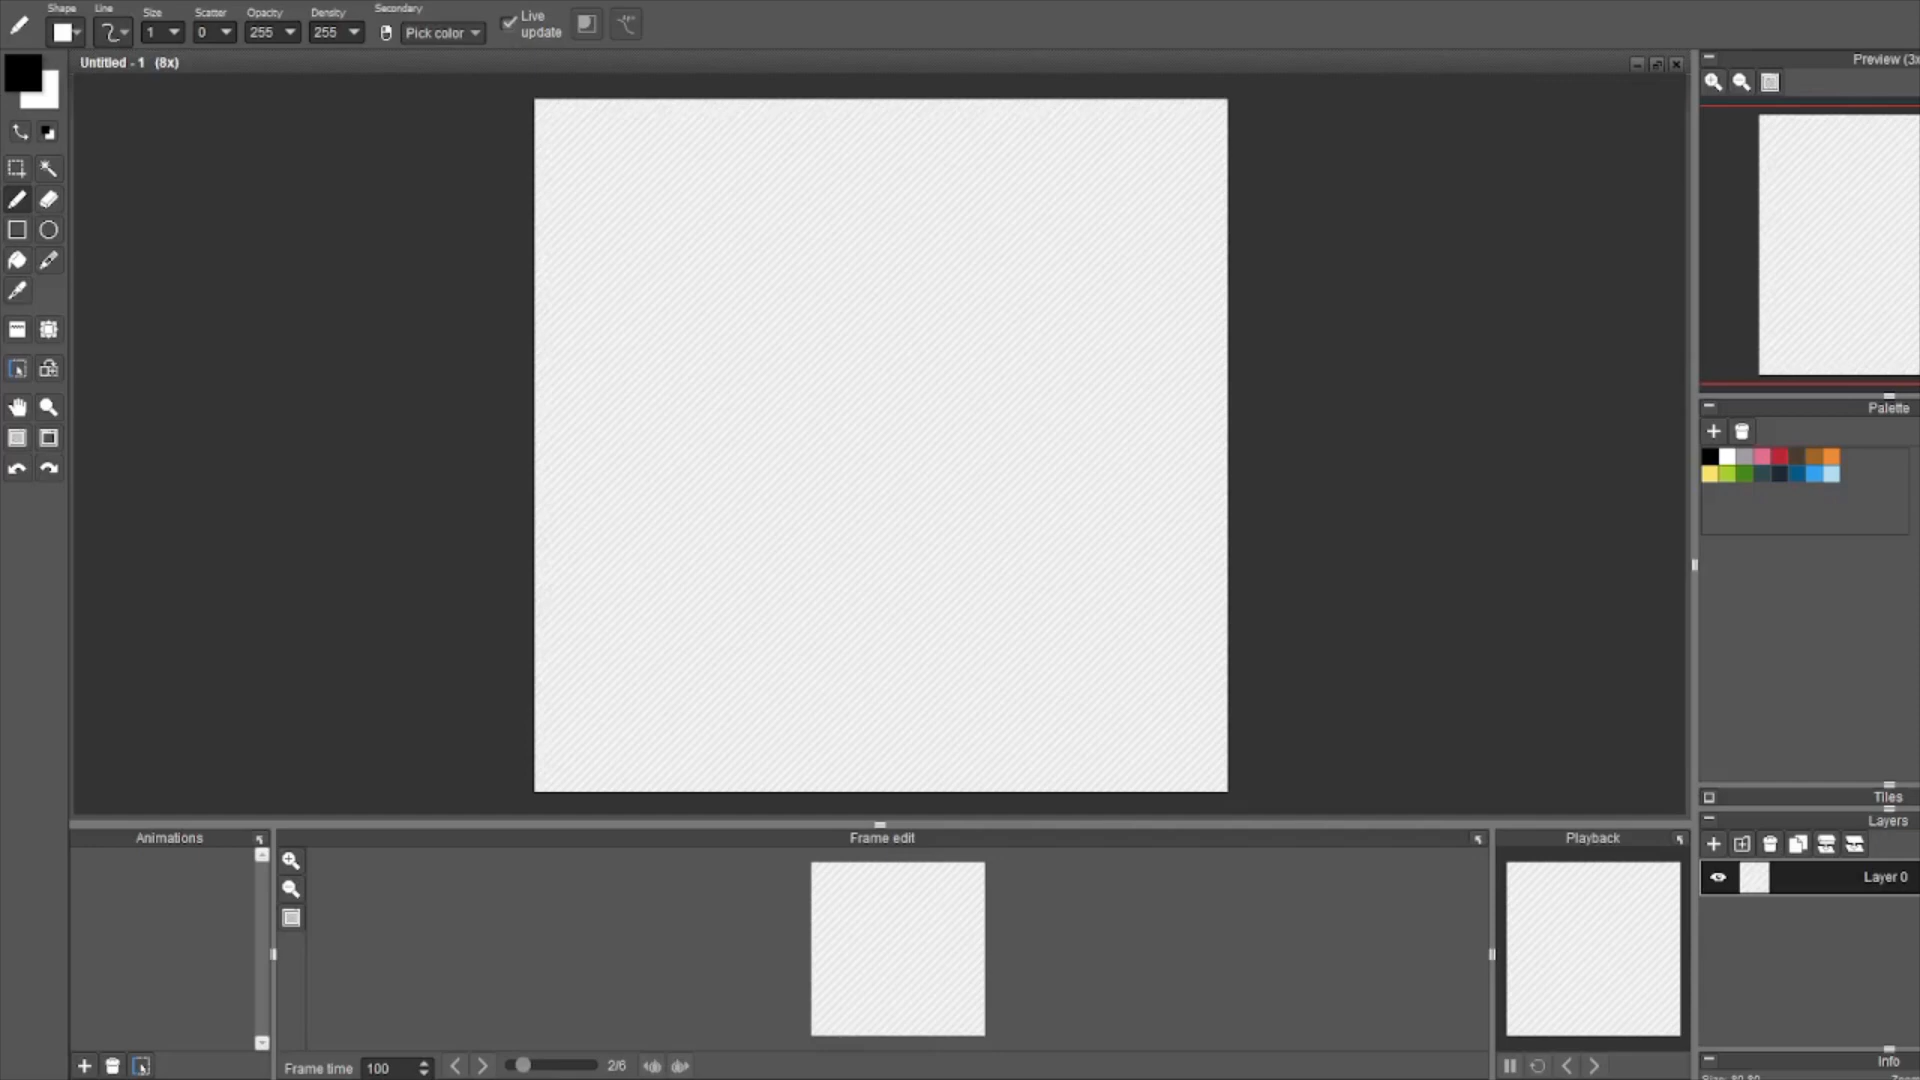 Shape Line Size Scatter Opacity Density Secondary
1 0 255 255 Pick color Live update
Untitled - 1 (8x)
Preview (3x
Palette
Tiles
Layers
Layer 0
Animations
Frame edit
Playback
Frame time 100 2/6
Info